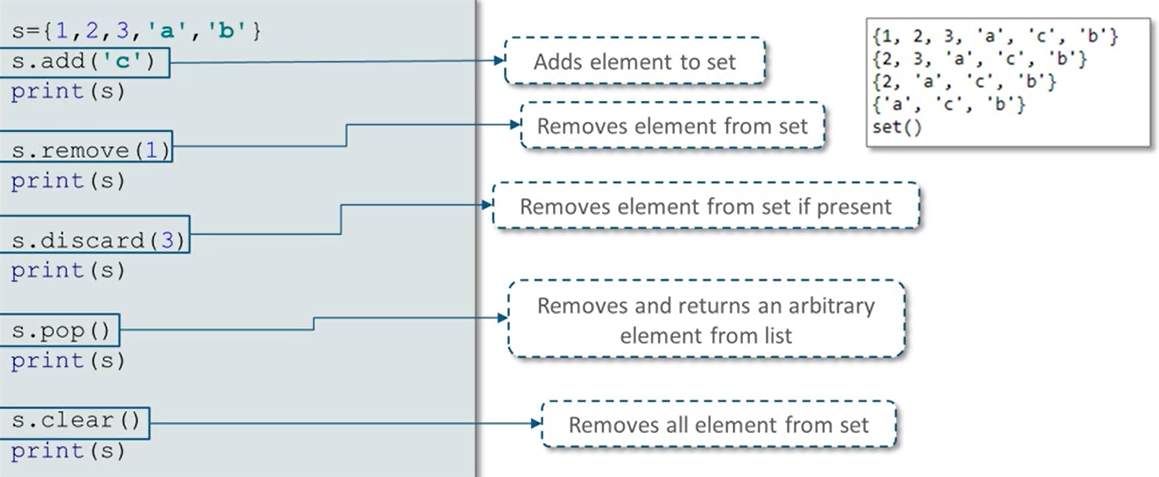 s={1,2,3,'a','b'}
s.add('c')
print(s)
s.remove(1)
print(s)
s.discard(3)
print(s)
s.pop()
print(s)
s.clear()
print(s)
Adds element to set
Removes element from set
Removes element from set if present
Removes and returns an arbitrary
element from list
Removes all element from set
{1, 2, 3, 'a', 'c', 'b'}
{2, 3, 'a', 'c', 'b'}
{2, 'a', 'c', 'b'}
{'a', 'c', 'b'}
set()